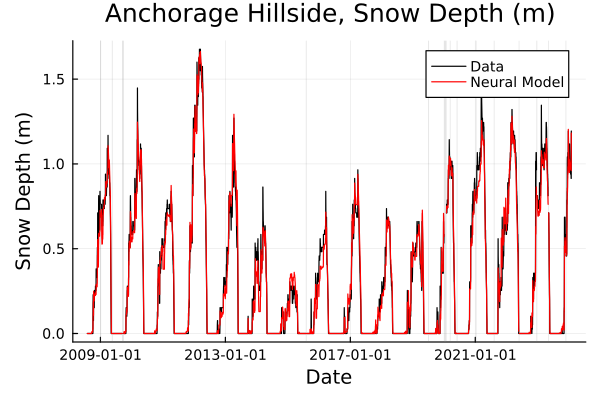 Anchorage Hillside, Snow Depth (m)
Data
Neural Model
Snow Depth (m)
1.5
1.0
0.5
0.0
2009-01-01
2013-01-01
2017-01-01
2021-01-01
Date